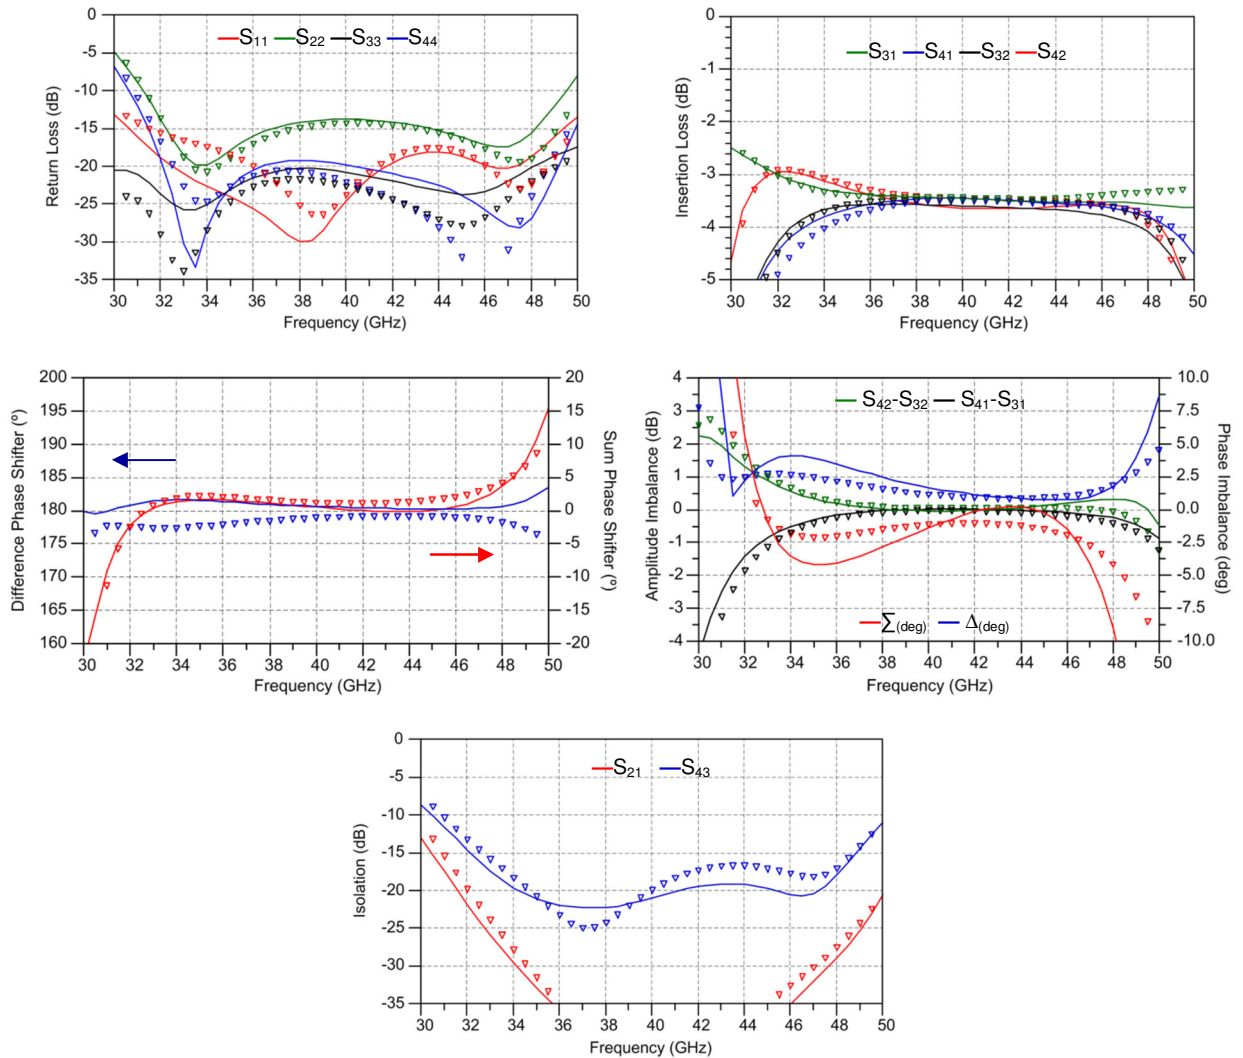 S11 S22 S33 S44
Return Loss (dB)
0
-5
-10
-15
-20
-25
-30
-35
30 32 34 36 38 40 42 44 46 48 50
Frequency (GHz)
S31 S41 S32 S42
Insertion Loss (dB)
0
-1
-2
-3
-4
-5
30 32 34 36 38 40 42 44 46 48 50
Frequency (GHz)
Difference Phase Shifter (º)
200
195
190
185
180
175
170
165
160
20
15
10
5
0
-5
-10
-15
-20
Sum Phase Shifter (º)
30 32 34 36 38 40 42 44 46 48 50
Frequency (GHz)
S42-S32 S41-S31
Amplitude Imbalance (dB)
4
3
2
1
0
-1
-2
-3
-4
10.0
7.5
5.0
2.5
0.0
-2.5
-5.0
-7.5
-10.0
Phase Imbalance (deg)
∑(deg) Δ(deg)
30 32 34 36 38 40 42 44 46 48 50
Frequency (GHz)
S21 S43
Isolation (dB)
0
-5
-10
-15
-20
-25
-30
-35
30 32 34 36 38 40 42 44 46 48 50
Frequency (GHz)